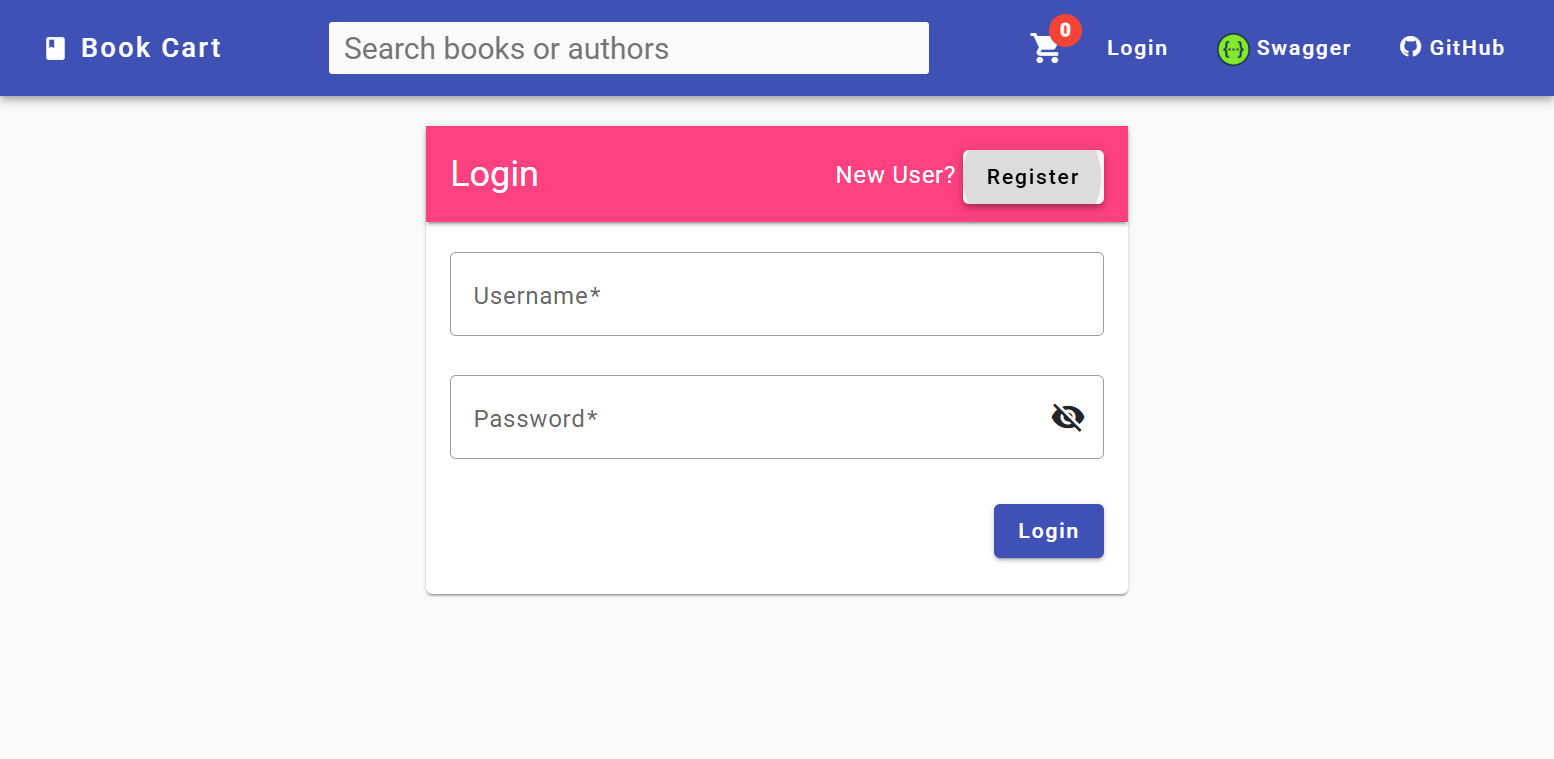 Book Cart
Search books or authors
0
Login
{··} Swagger
GitHub
Login
New User? Register
Username*
Password*
Login